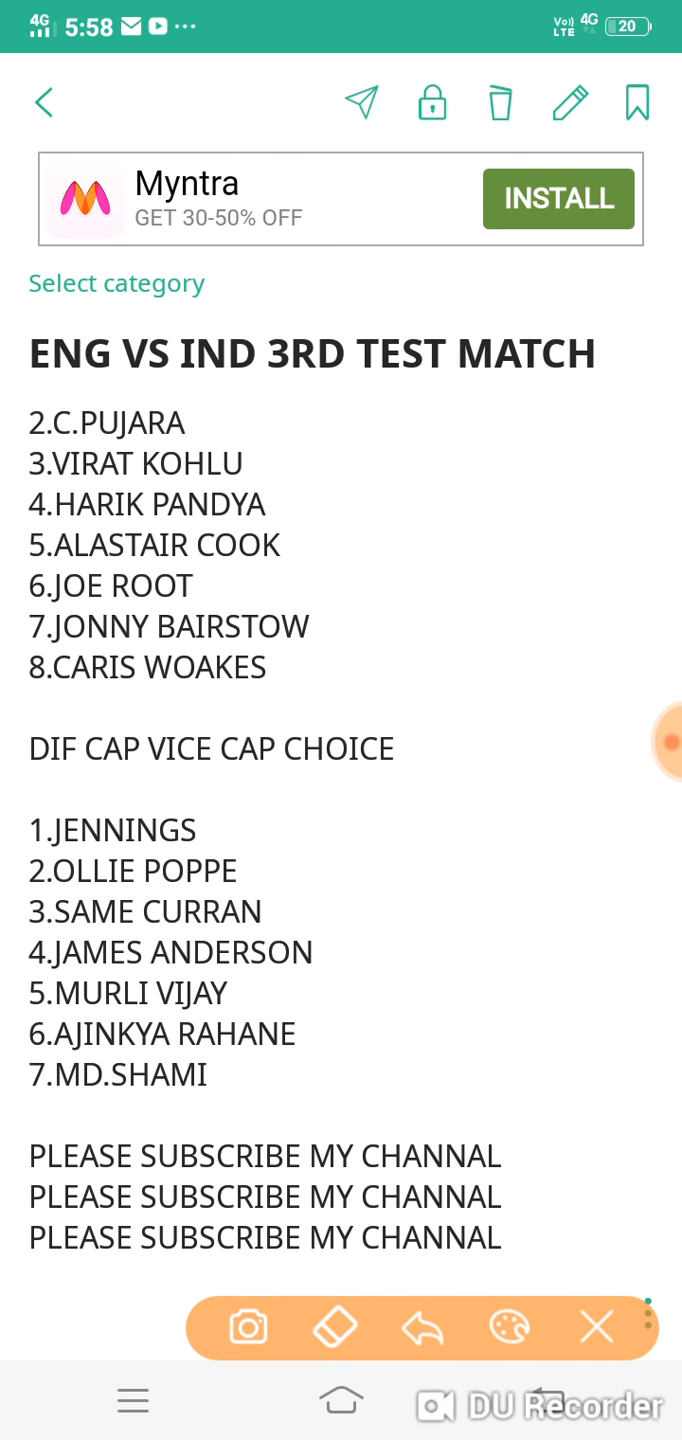 4G 5:58 Vo)) LTE 4G 20
Myntra
GET 30-50% OFF
INSTALL
Select category
ENG VS IND 3RD TEST MATCH
2.C.PUJARA
3.VIRAT KOHLU
4.HARIK PANDYA
5.ALASTAIR COOK
6.JOE ROOT
7.JONNY BAIRSTOW
8.CARIS WOAKES
DIF CAP VICE CAP CHOICE
1.JENNINGS
2.OLLIE POPPE
3.SAME CURRAN
4.JAMES ANDERSON
5.MURLI VIJAY
6.AJINKYA RAHANE
7.MD.SHAMI
PLEASE SUBSCRIBE MY CHANNAL
PLEASE SUBSCRIBE MY CHANNAL
PLEASE SUBSCRIBE MY CHANNAL
DU Recorder